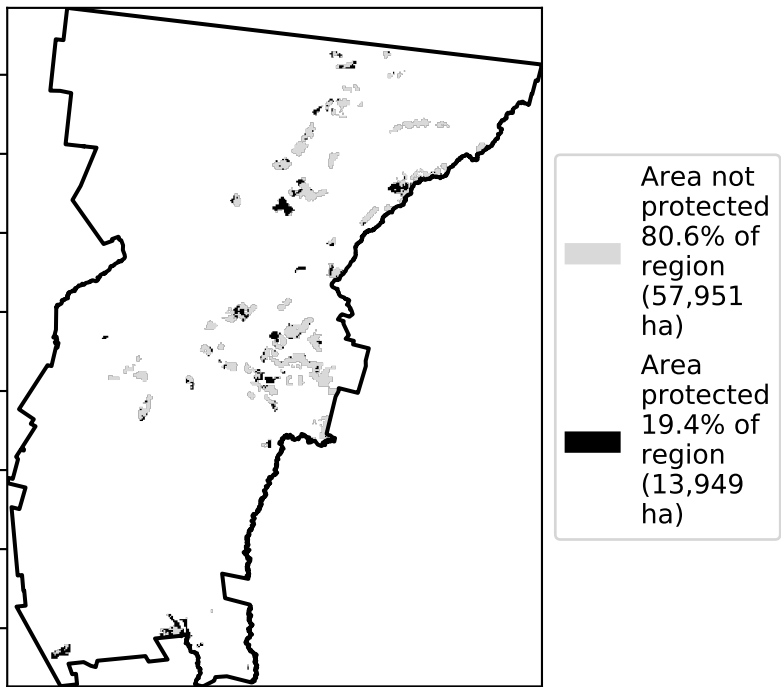 Area not
protected
80.6% of
region
(57,951
ha)
Area
protected
19.4% of
region
(13,949
ha)